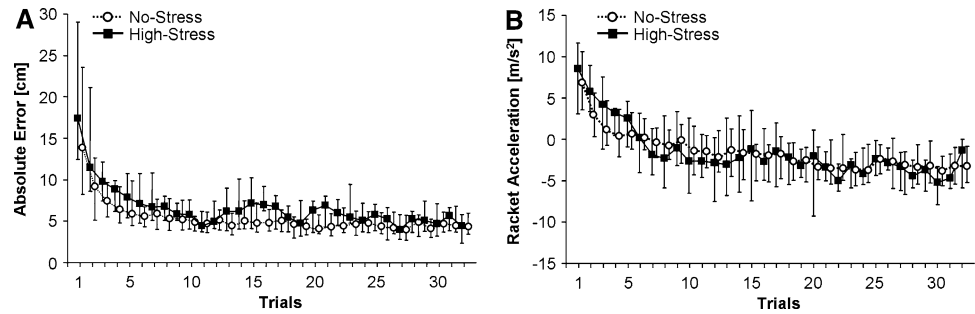 A
No-Stress
High-Stress
Absolute Error [cm]
30
25
20
15
10
5
0
1 5 10 15 20 25 30
Trials
B
No-Stress
High-Stress
Racket Acceleration [m/s²]
15
10
5
0
-5
-10
-15
1 5 10 15 20 25 30
Trials